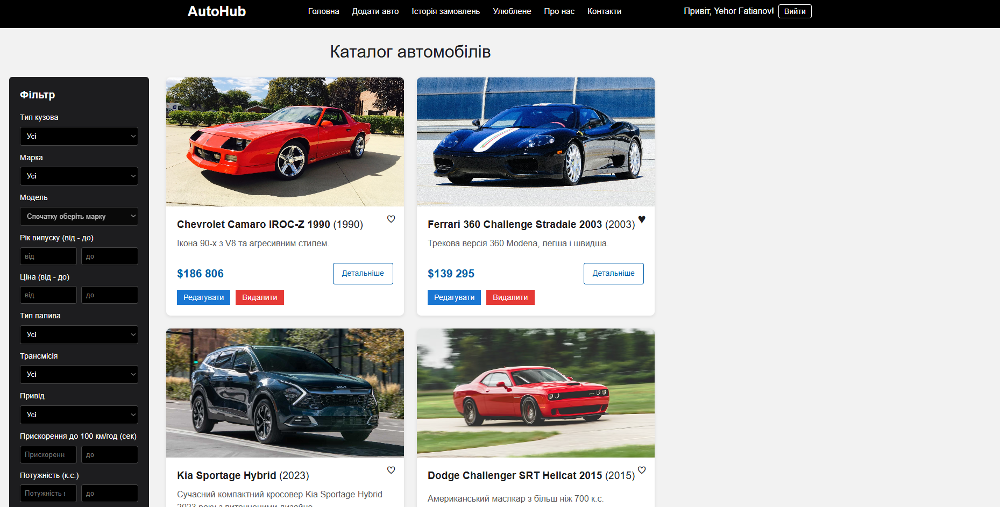 AutoHub
Головна Додати авто Історія замовлень Улюблене Про нас Контакти
Привіт, Yehor Fatianov! Вийти
Каталог автомобілів
Фільтр
Тип кузова
Усі
Марка
Усі
Модель
Спочатку оберіть марку
Рік випуску (від - до)
від до
Ціна (від - до)
від до
Тип палива
Усі
Трансмісія
Усі
Привід
Усі
Прискорення до 100 км/год (сек)
до
Потужність (к.с.)
Потужність до
Chevrolet Camaro IROC-Z 1990 (1990)
Ікона 90-х з V8 та агресивним стилем.
$186 806 Детальніше
Редагувати Видалити
Ferrari 360 Challenge Stradale 2003 (2003)
Трекова версія 360 Modena, легша і швидша.
$139 295 Детальніше
Редагувати Видалити
Kia Sportage Hybrid (2023)
Сучасний компактний кросовер Kia Sportage Hybrid
2023 року з витонченими дизайно
Dodge Challenger SRT Hellcat 2015 (2015)
Американський маслкар з більш ніж 700 к.с.